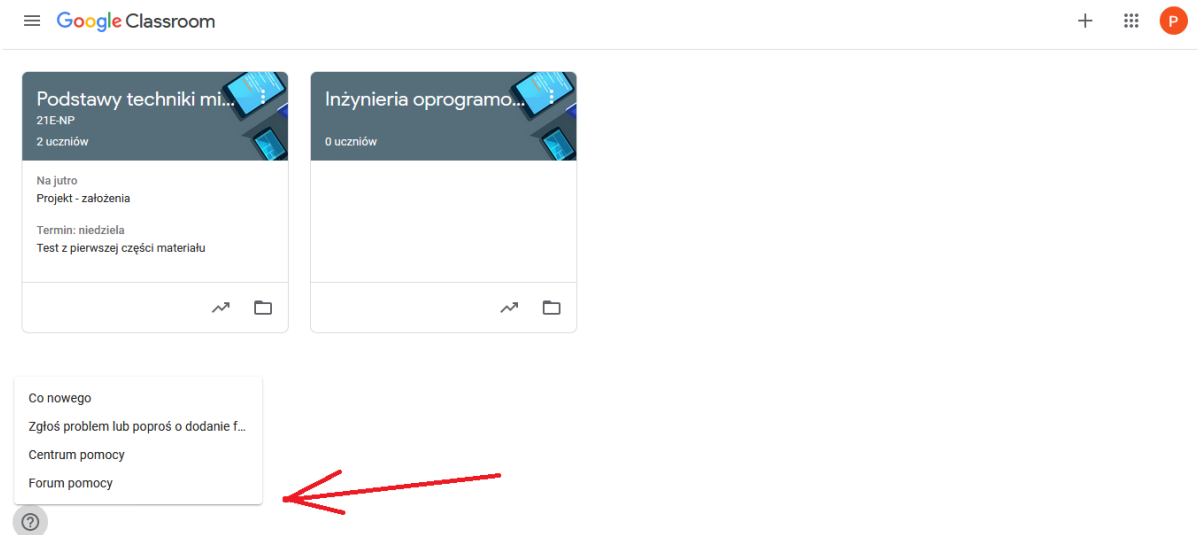 Google Classroom
P
Podstawy techniki mi...
21E-NP
2 uczniów
Na jutro
Projekt - założenia
Termin: niedziela
Test z pierwszej części materiału
Inżynieria oprogramo...
0 uczniów
Co nowego
Zgłoś problem lub poproś o dodanie f...
Centrum pomocy
Forum pomocy